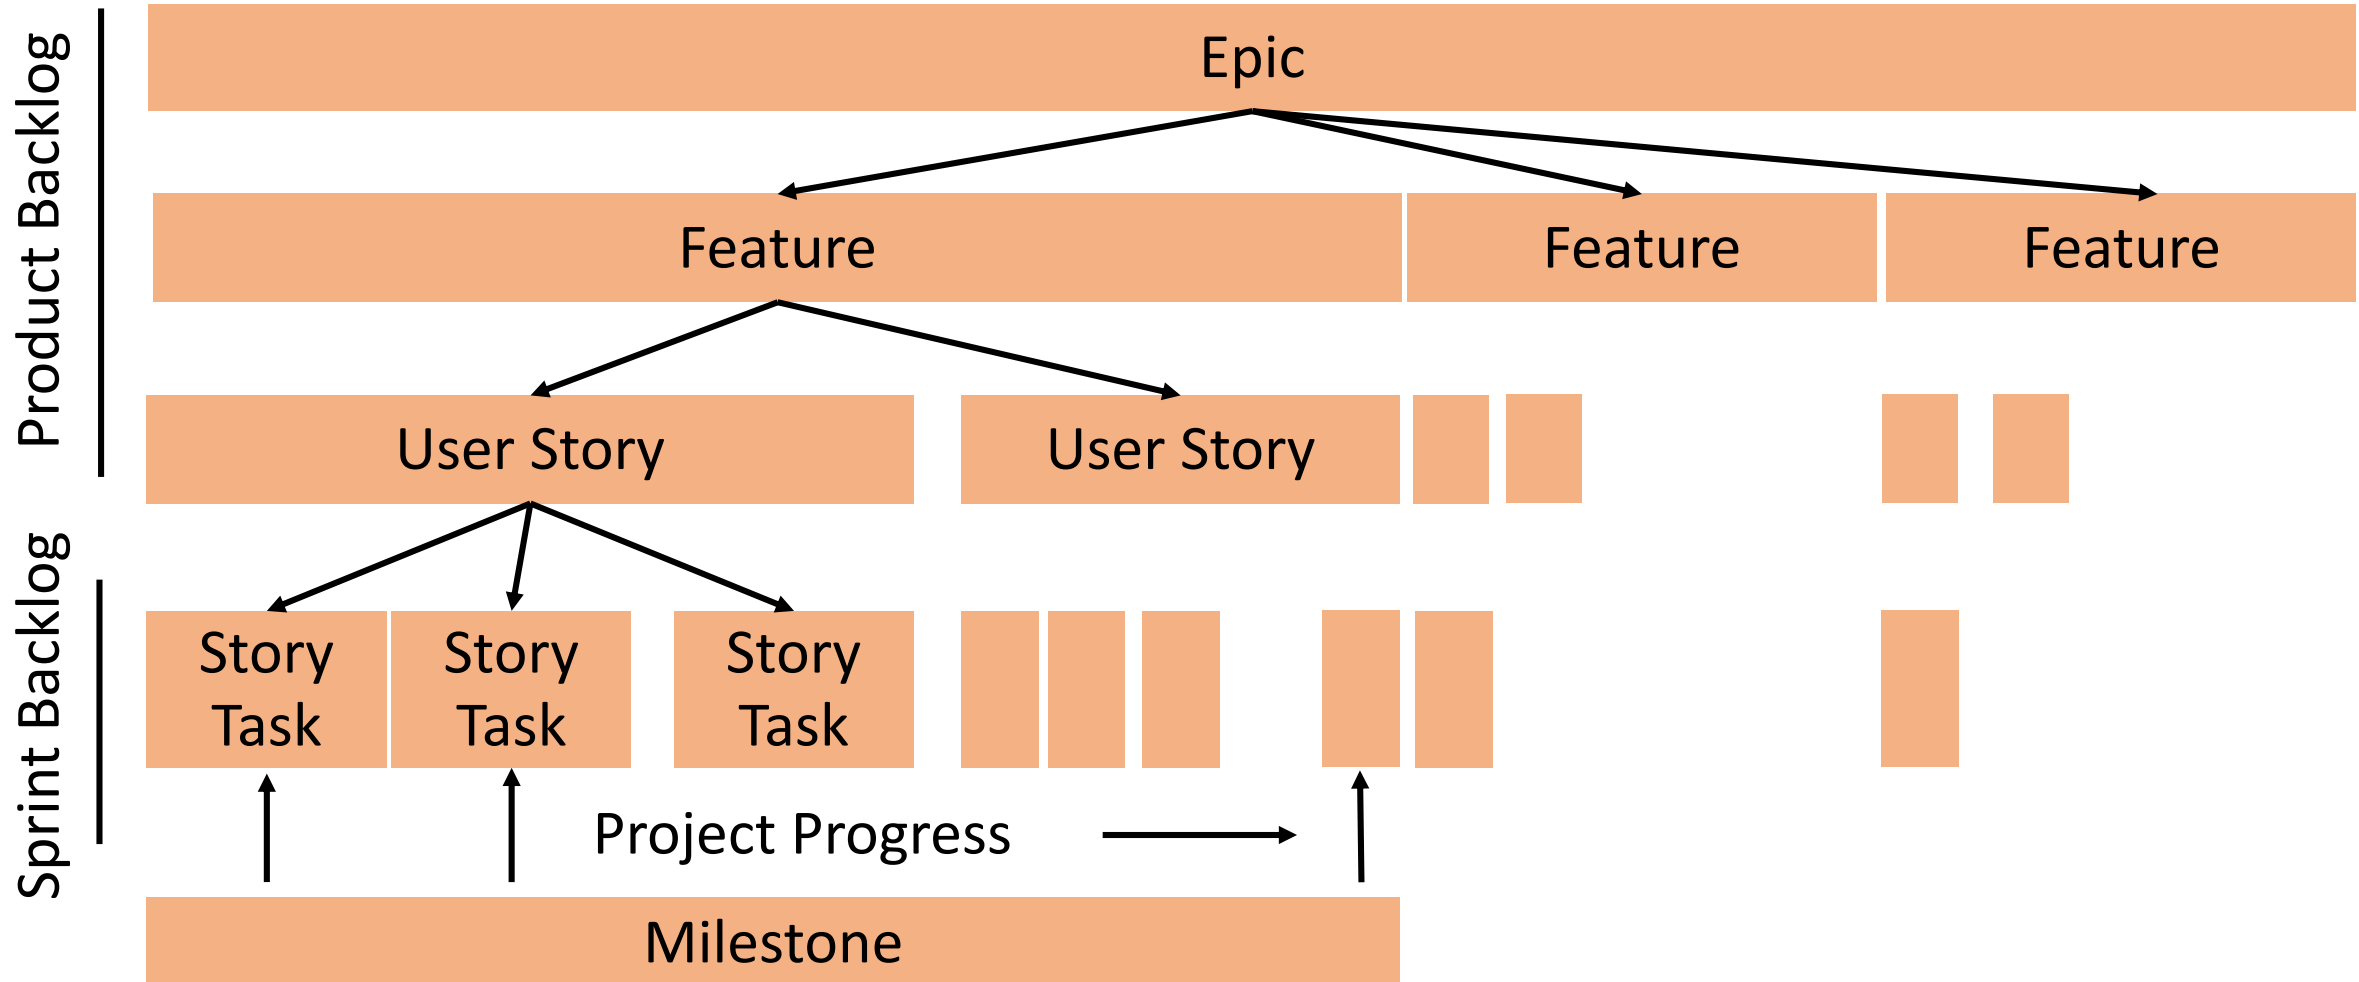 Product Backlog
Epic
Feature
Feature
Feature
User Story
User Story
Sprint Backlog
Story
Task
Story
Task
Story
Task
Project Progress
Milestone